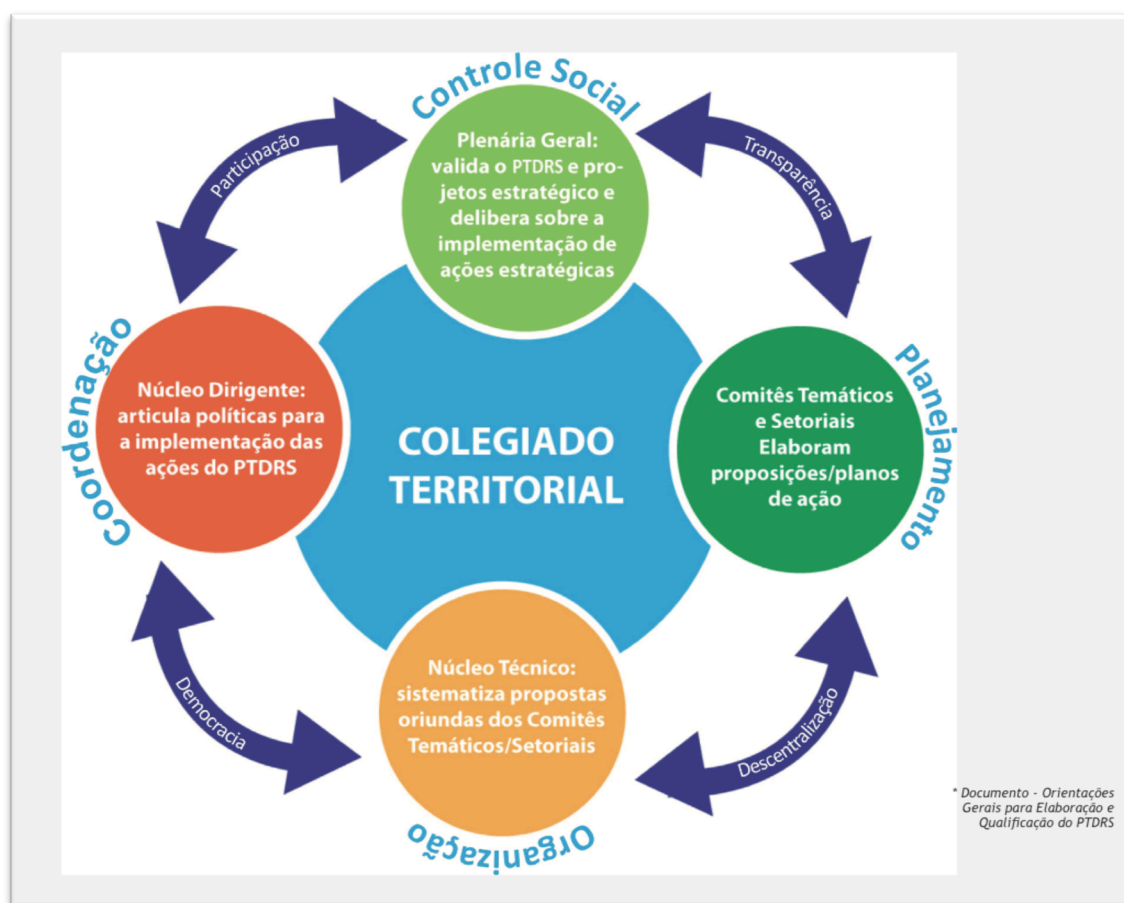 Controle Social
Plenária Geral:
valida o PTDRS e pro-
jetos estratégico e
delibera sobre a
implementação de
ações estratégicas
Participação
Transparência
Coordenação
Núcleo Dirigente:
articula políticas para
a implementação das
ações do PTDRS
COLEGIADO
TERRITORIAL
Planejamento
Comitês Temáticos
e Setoriais
Elaboram
proposições/planos
de ação
Núcleo Técnico:
sistematiza propostas
oriundas dos Comitês
Temáticos/Setoriais
Democracia
Descentralização
Organização
* Documento - Orientações
Gerais para Elaboração e
Qualificação do PTDRS